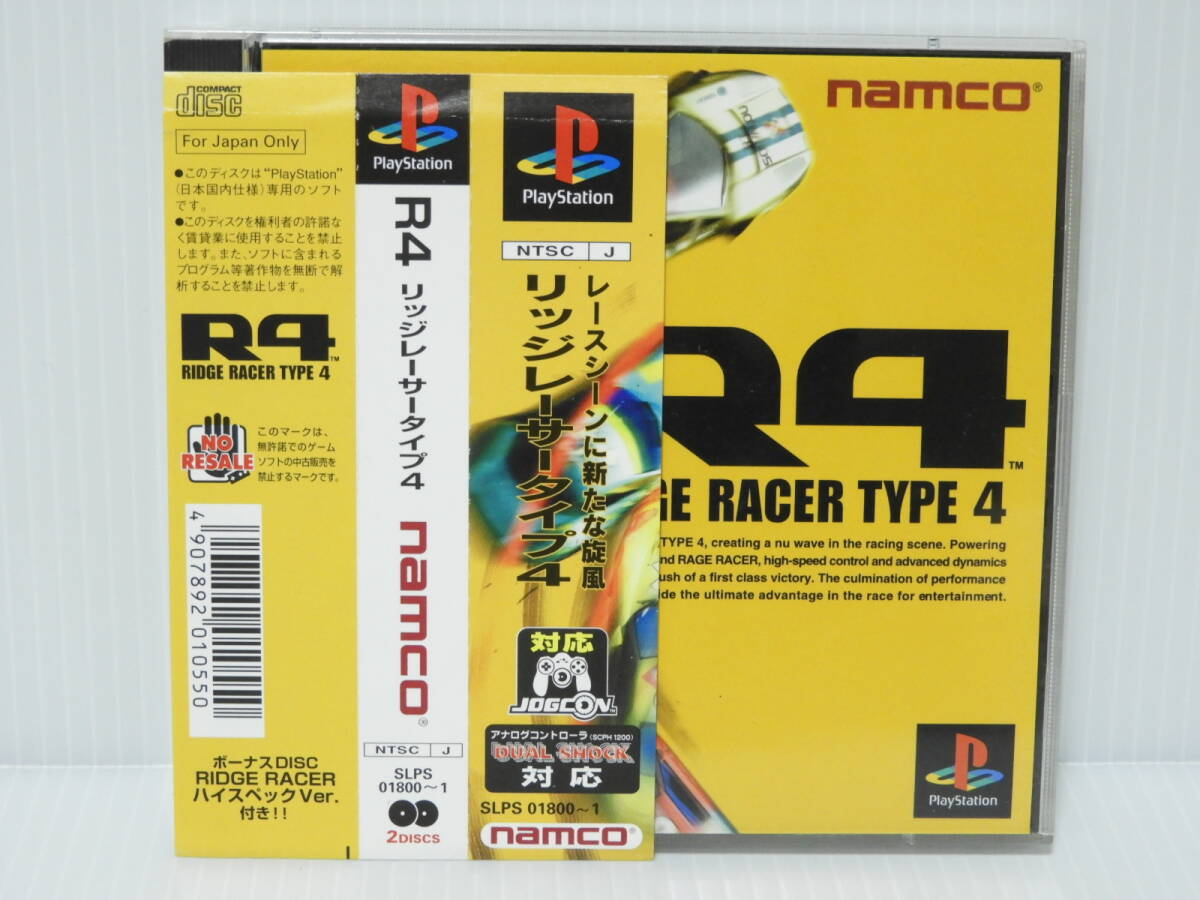 COMPACT
disc
For Japan Only
●このディスクは“PlayStation”
(日本国内仕様)専用のソフト
です。
●このディスクを権利者の許諾な
く賃貸業に使用することを禁止
します。また、ソフトに含まれる
プログラム等著作物を無断で解
析することを禁止します。
R4™
RIDGE RACER TYPE 4
NO
RESALE
このマークは、
無許諾でのゲーム
ソフトの中古販売を
禁止するマークです。
4907892010550
ボーナスDISC
RIDGE RACER
ハイスペックVer.
付き!!
PlayStation
R4 リッジレーサータイプ4
namco®
NTSC J
SLPS
01800～1
2DISCS
PlayStation
NTSC J
レースシーンに新たな旋風
リッジレーサータイプ4
対応
JOGCON™
アナログコントローラ(SCPH 1200)
DUAL SHOCK
対応
SLPS 01800～1
namco®
namco®
R4™
GE RACER TYPE 4
TYPE 4, creating a nu wave in the racing scene. Powering
nd RAGE RACER, high-speed control and advanced dynamics
ush of a first class victory. The culmination of performance
ide the ultimate advantage in the race for entertainment.
PlayStation